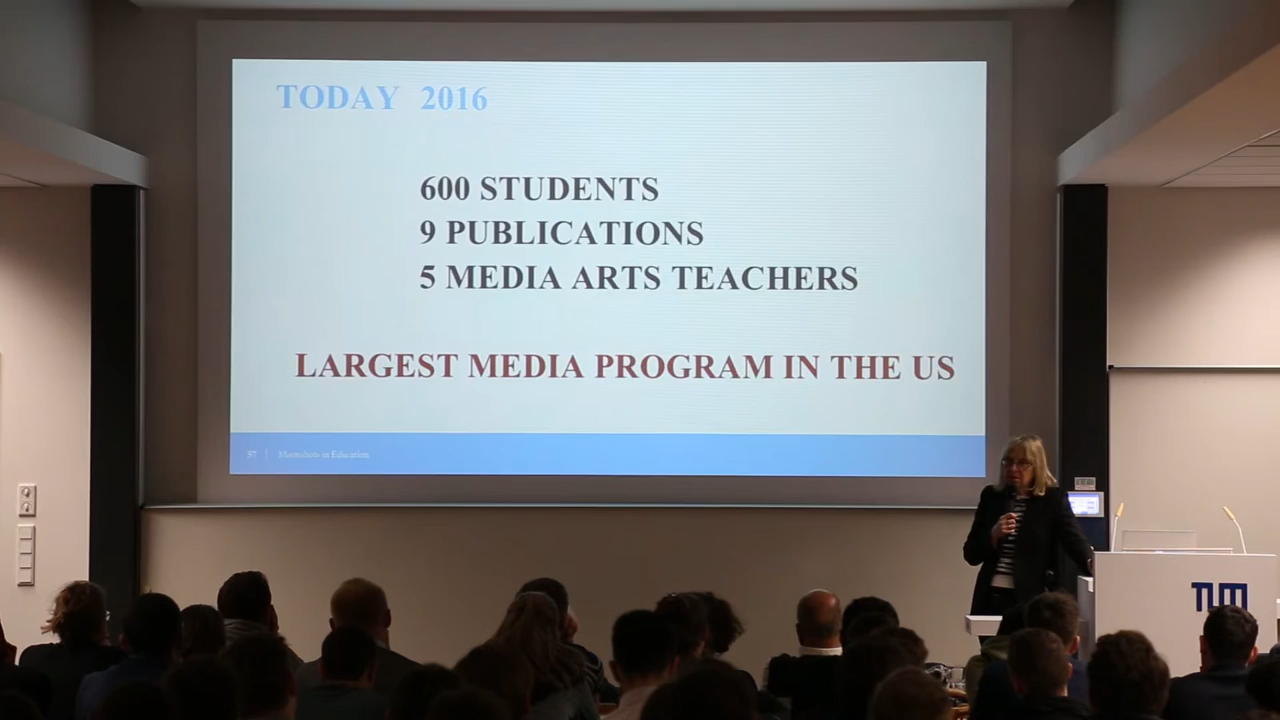 TODAY 2016
600 STUDENTS
9 PUBLICATIONS
5 MEDIA ARTS TEACHERS
LARGEST MEDIA PROGRAM IN THE US
57 | Moonshots in Education
TUM